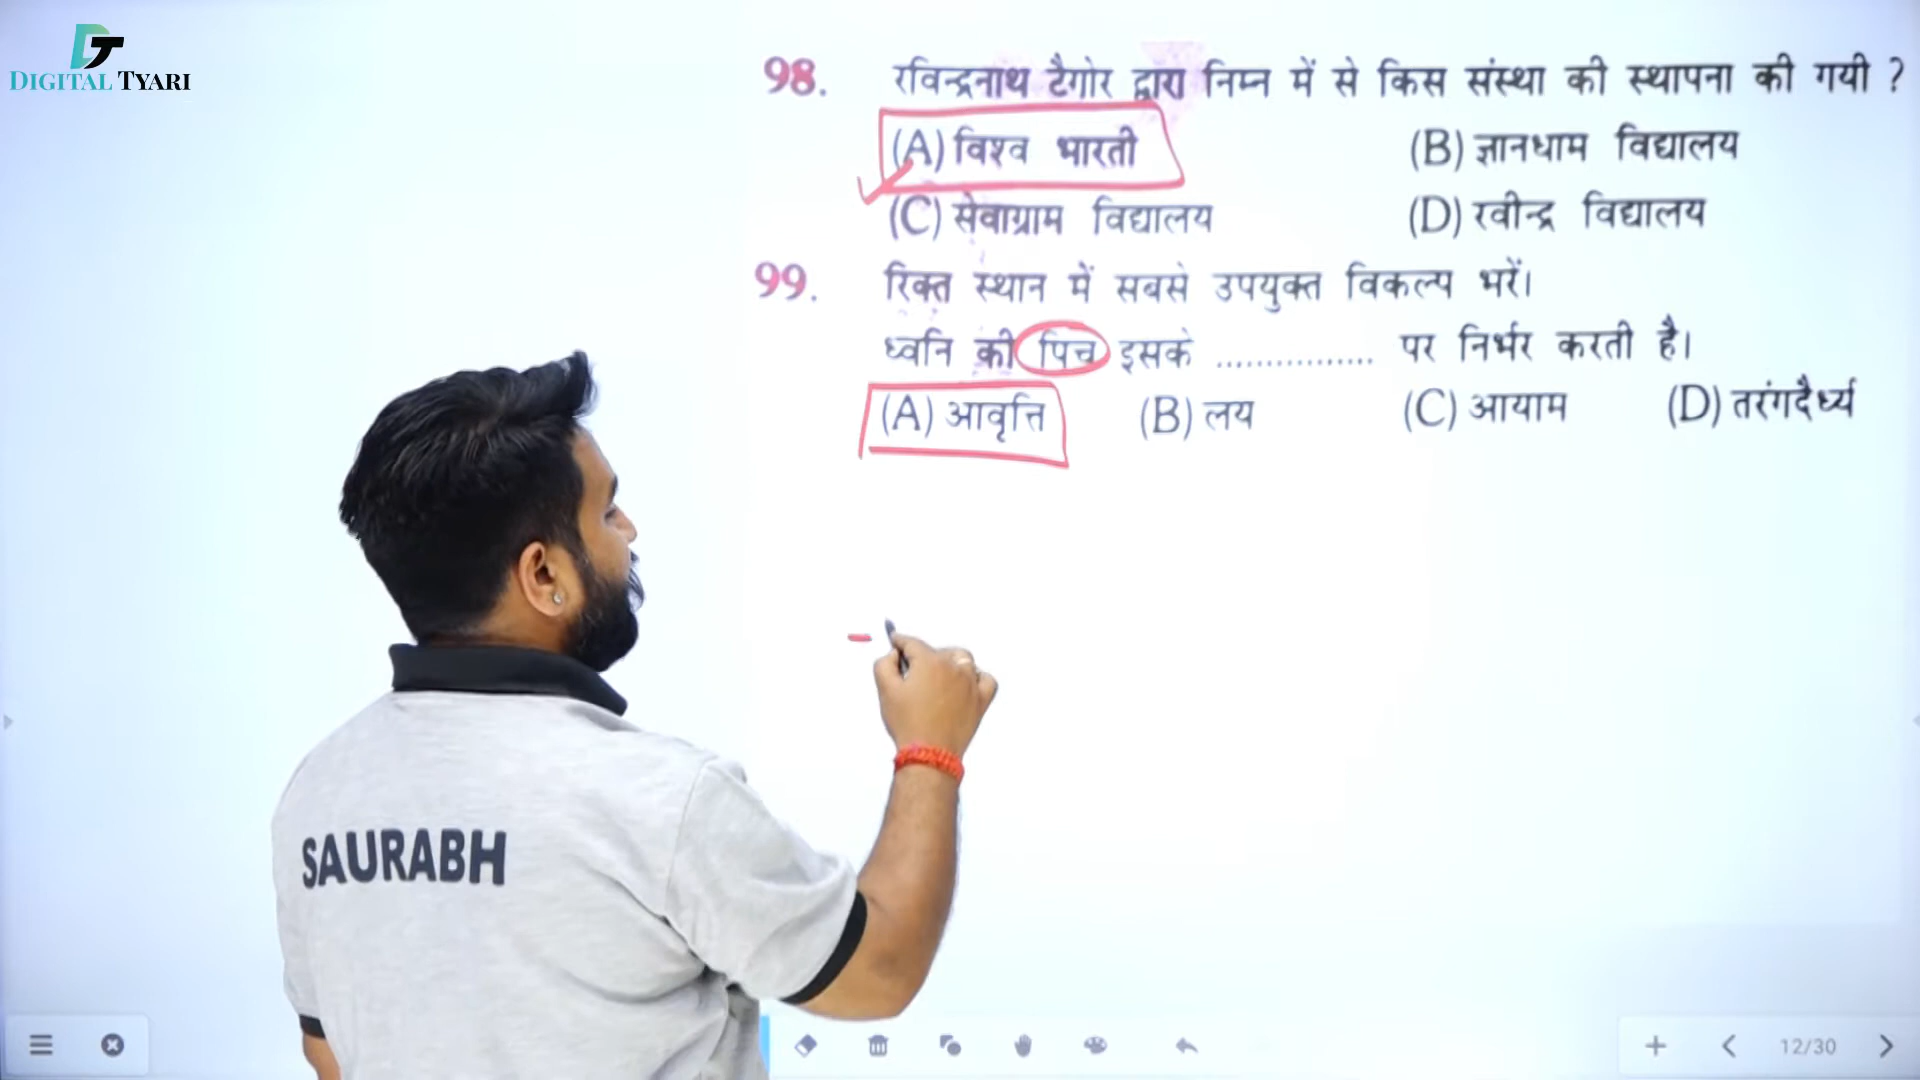 DT
DIGITAL TYARI
98. रविन्द्रनाथ टैगोर द्वारा निम्न में से किस संस्था की स्थापना की गयी ?
(A) विश्व भारती (B) ज्ञानधाम विद्यालय
(C) सेवाग्राम विद्यालय (D) रवीन्द्र विद्यालय
99. रिक्त स्थान में सबसे उपयुक्त विकल्प भरें।
ध्वनि की पिच इसके ............... पर निर्भर करती है।
(A) आवृत्ति (B) लय (C) आयाम (D) तरंगदैर्ध्य
SAURABH
12/30